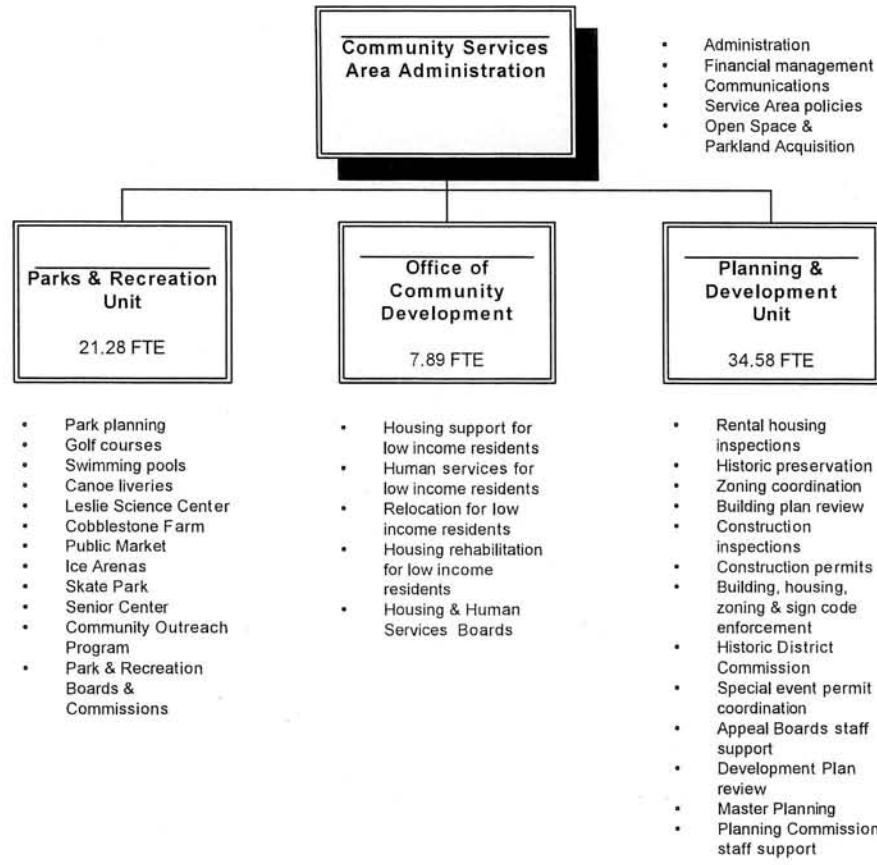 Community Services
Area Administration
• Administration
• Financial management
• Communications
• Service Area policies
• Open Space &
Parkland Acquisition
Parks & Recreation
Unit
21.28 FTE
Office of
Community
Development
7.89 FTE
Planning &
Development
Unit
34.58 FTE
• Park planning
• Golf courses
• Swimming pools
• Canoe liveries
• Leslie Science Center
• Cobblestone Farm
• Public Market
• Ice Arenas
• Skate Park
• Senior Center
• Community Outreach
Program
• Park & Recreation
Boards &
Commissions
• Housing support for
low income residents
• Human services for
low income residents
• Relocation for low
income residents
• Housing rehabilitation
for low income
residents
• Housing & Human
Services Boards
• Rental housing
inspections
• Historic preservation
• Zoning coordination
• Building plan review
• Construction
inspections
• Construction permits
• Building, housing,
zoning & sign code
enforcement
• Historic District
Commission
• Special event permit
coordination
• Appeal Boards staff
support
• Development Plan
review
• Master Planning
• Planning Commission
staff support